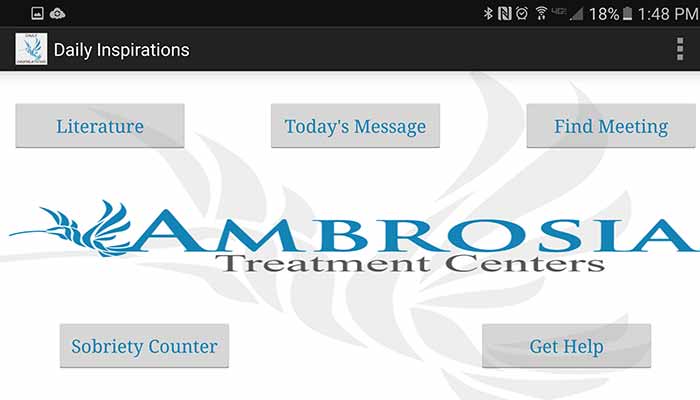 18% 1:48 PM
Daily Inspirations
Literature
Today's Message
Find Meeting
AMBROSIA
Treatment Centers
Sobriety Counter
Get Help